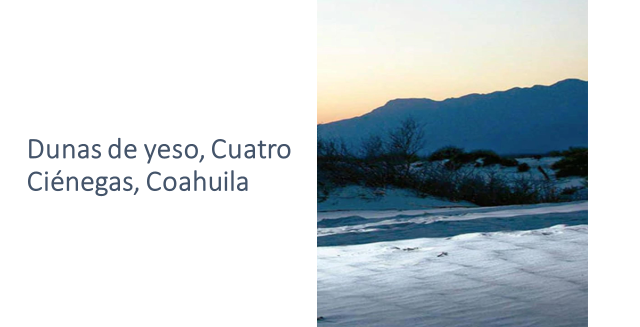 Dunas de yeso, Cuatro
Ciénegas, Coahuila